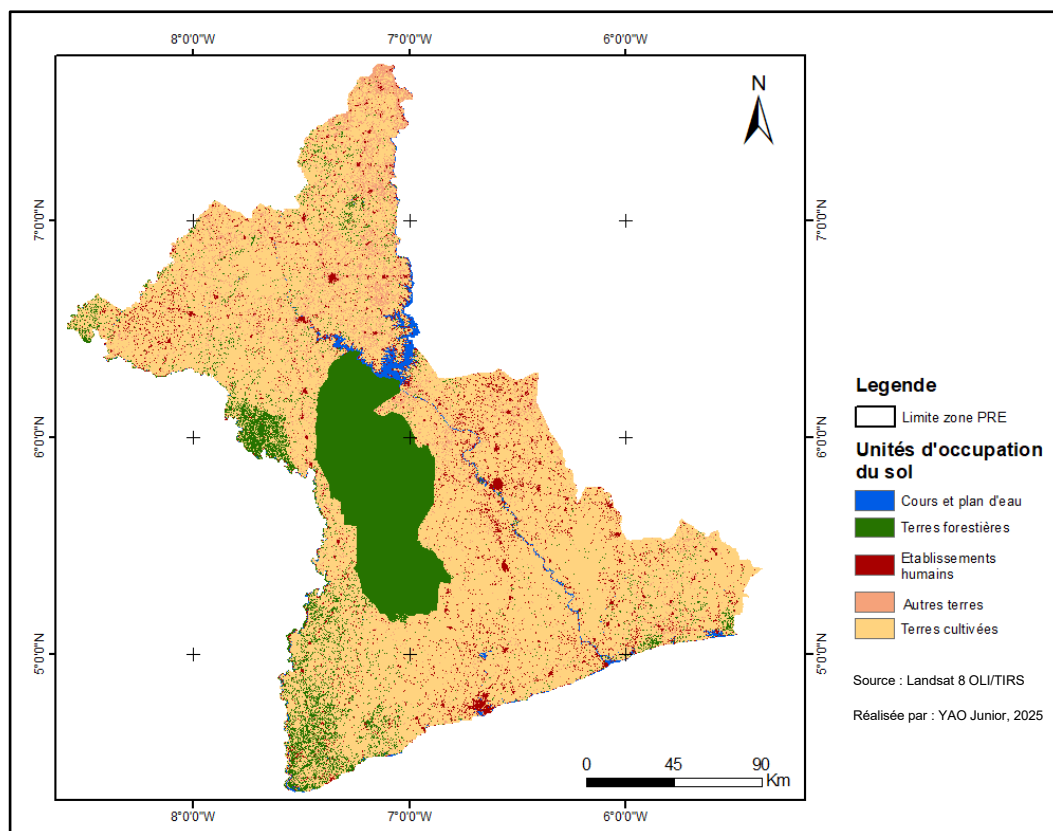 8°0'0"W 7°0'0"W 6°0'0"W
N
7°0'0"N 7°0'0"N
6°0'0"N 6°0'0"N
5°0'0"N 5°0'0"N
Legende
Limite zone PRE
Unités d'occupation
du sol
Cours et plan d'eau
Terres forestières
Etablissements
humains
Autres terres
Terres cultivées
Source : Landsat 8 OLI/TIRS
Réalisée par : YAO Junior, 2025
0 45 90
Km
8°0'0"W 7°0'0"W 6°0'0"W